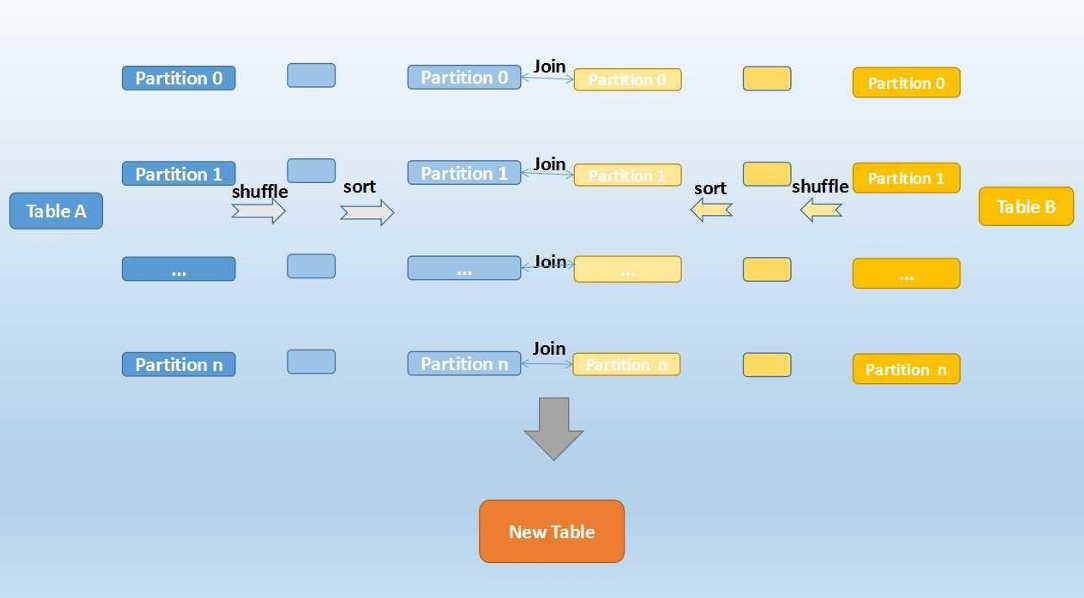 Partition 0
Partition 0
Join
Partition 0
Partition 0
Partition 1
Partition 1
Join
Partition 1
Partition 1
shuffle
sort
sort
shuffle
Table A
Table B
...
...
Join
...
...
Partition n
Partition n
Join
Partition n
Partition n
New Table